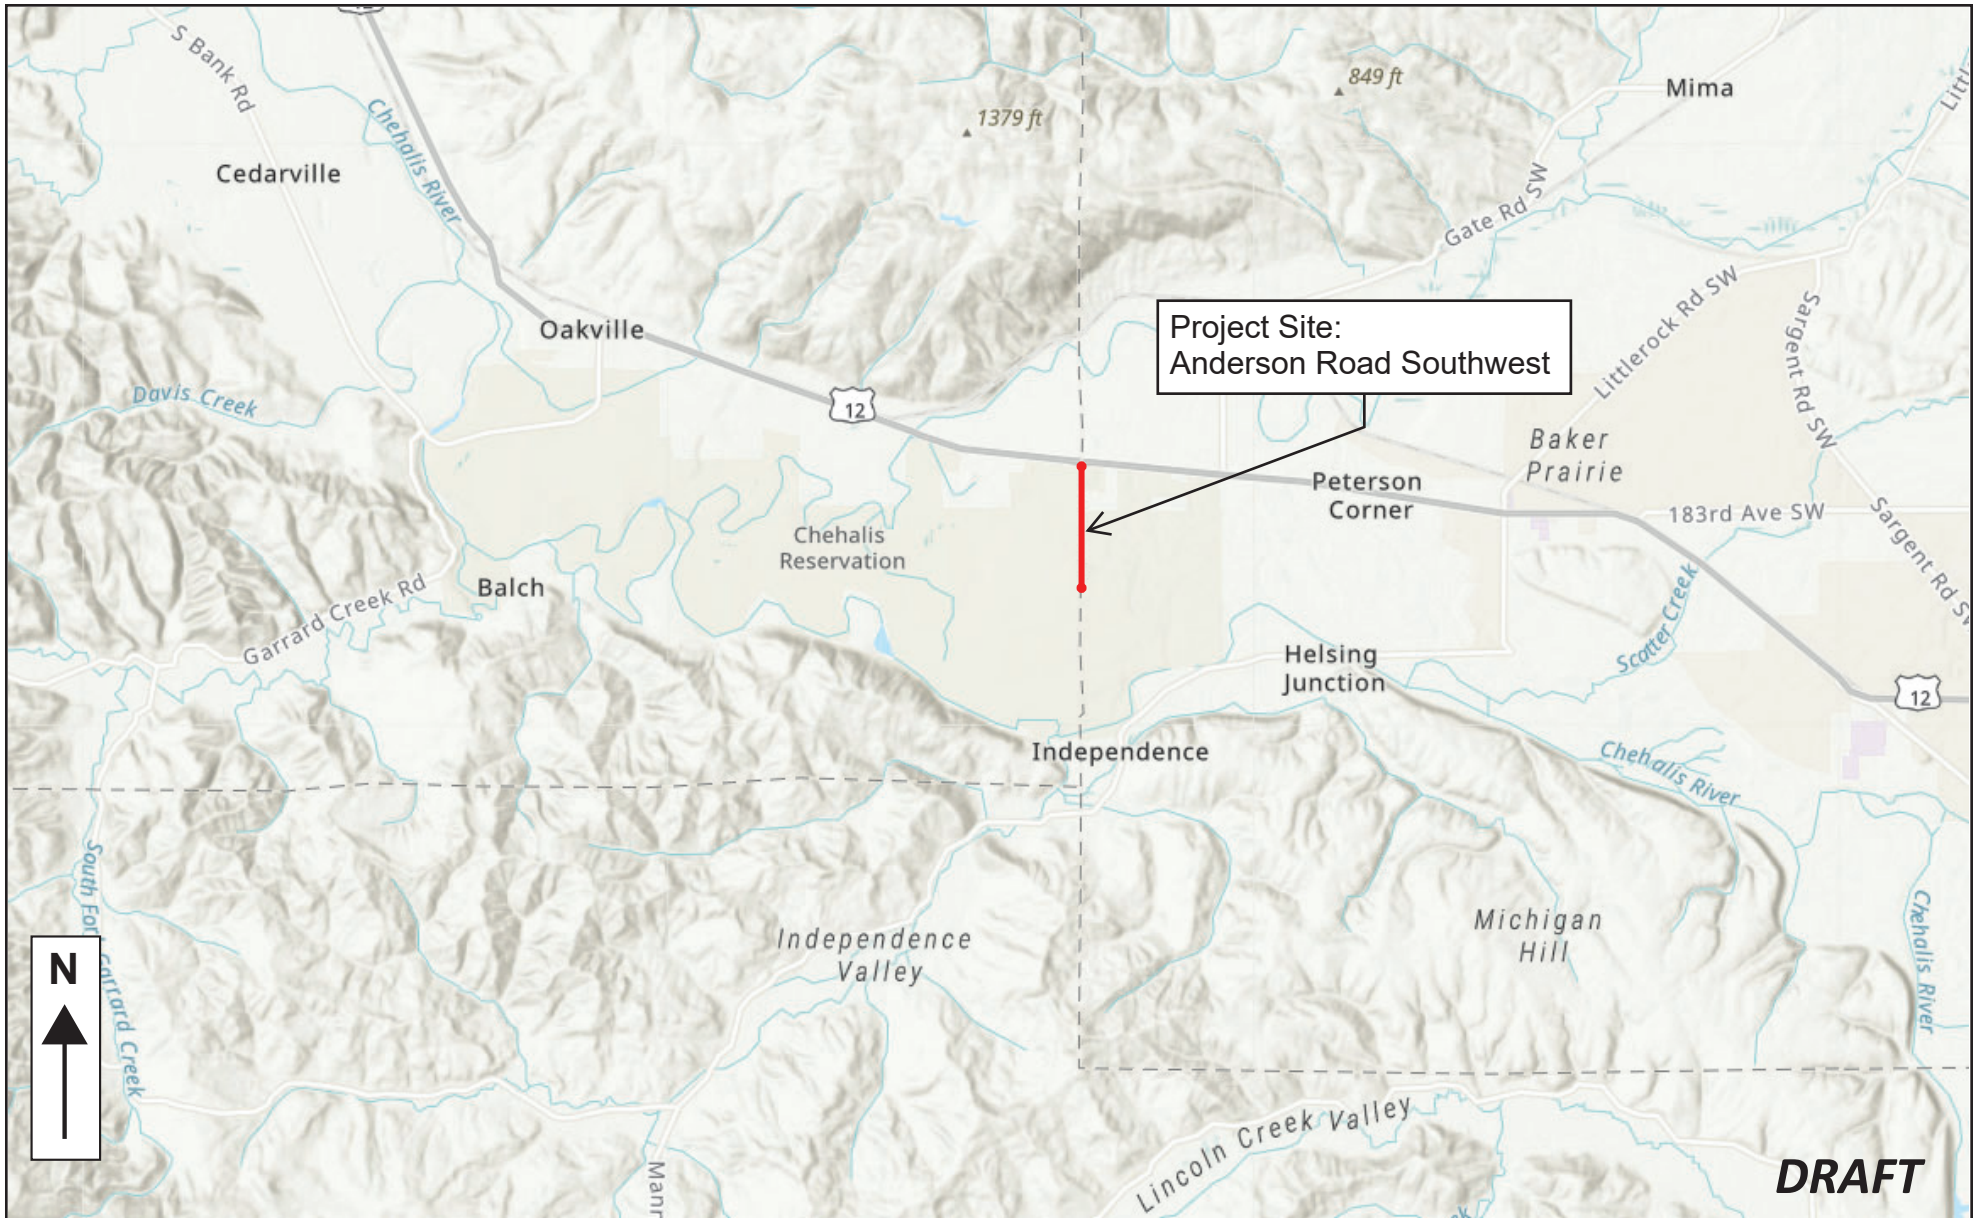 S Bank Rd
Chehalis River
Cedarville
1379 ft
849 ft
Mima
Gate Rd SW
Oakville
Project Site:
Anderson Road Southwest
Littlerock Rd SW
Sargent Rd SW
Davis Creek
12
Baker
Prairie
Peterson
Corner
183rd Ave SW
Sargent Rd
Chehalis
Reservation
Balch
Garrard Creek Rd
Scatter Creek
Helsing
Junction
12
Independence
Chehalis River
South Fork Garrard Creek
Independence
Valley
Michigan
Hill
Chehalis River
N
Lincoln Creek Valley
DRAFT